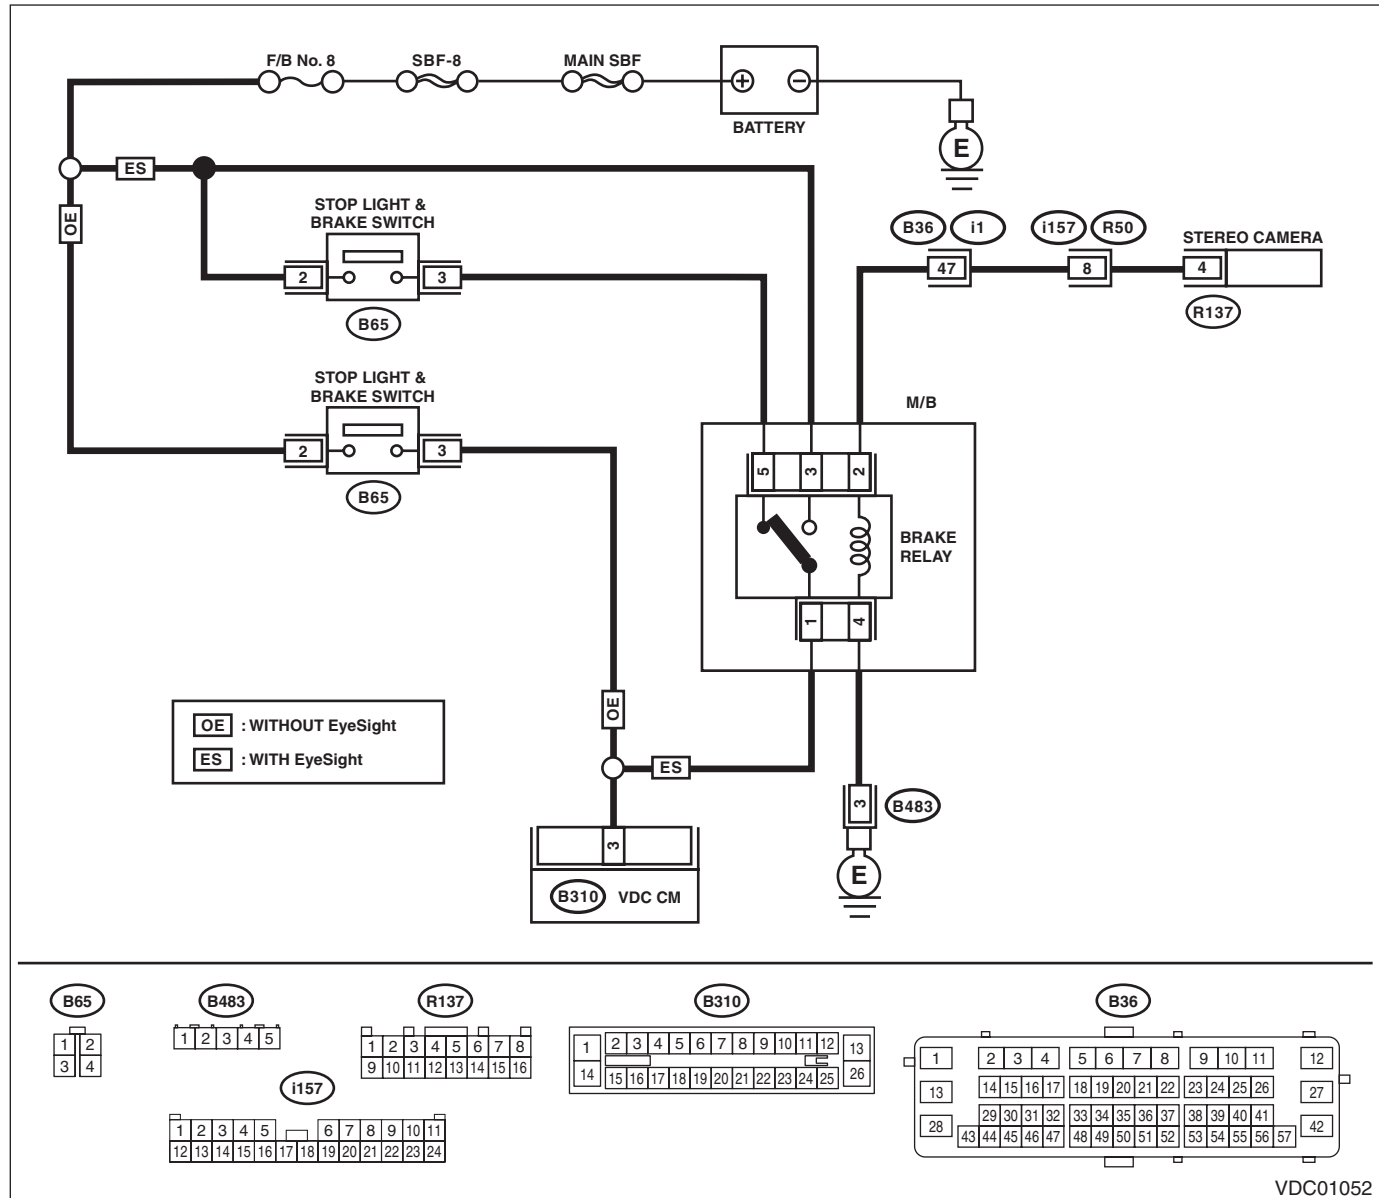 F/B No. 8 SBF-8 MAIN SBF
+ −
BATTERY
E
ES
OE
STOP LIGHT &
BRAKE SWITCH
2 3
B65
B36 i1 i157 R50
STEREO CAMERA
47 8 4
R137
STOP LIGHT &
BRAKE SWITCH
2 3
B65
M/B
5 3 2
BRAKE
RELAY
1 4
OE : WITHOUT EyeSight
ES : WITH EyeSight
OE
ES
3 B483
E
3
B310 VDC CM
B65
1 2
3 4
B483
1 2 3 4 5
R137
1 2 3 4 5 6 7 8
9 10 11 12 13 14 15 16
i157
1 2 3 4 5 6 7 8 9 10 11
12 13 14 15 16 17 18 19 20 21 22 23 24
B310
1 2 3 4 5 6 7 8 9 10 11 12 13
14 15 16 17 18 19 20 21 22 23 24 25 26
B36
1 2 3 4 5 6 7 8 9 10 11 12
13 14 15 16 17 18 19 20 21 22 23 24 25 26 27
28 29 30 31 32 33 34 35 36 37 38 39 40 41 42
43 44 45 46 47 48 49 50 51 52 53 54 55 56 57
VDC01052